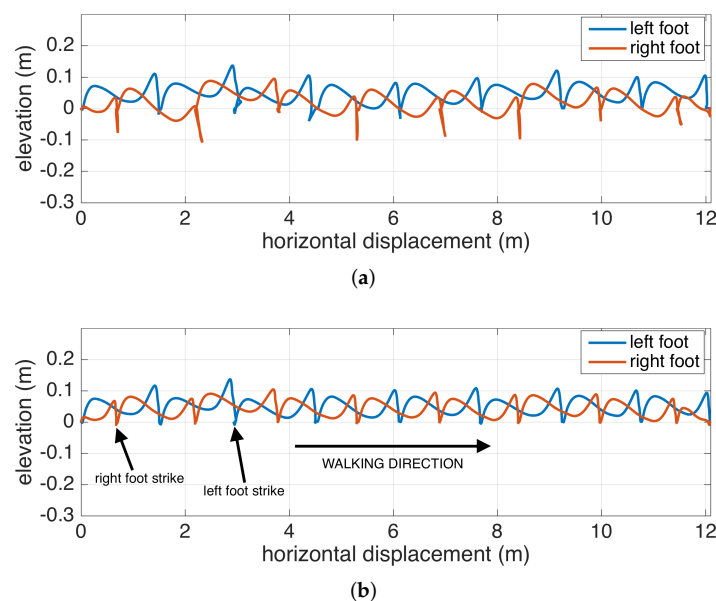 0.2
0.1
0
-0.1
-0.2
-0.3
elevation (m)
left foot
right foot
0 2 4 6 8 10 12
horizontal displacement (m)
(a)
0.2
0.1
0
-0.1
-0.2
-0.3
elevation (m)
left foot
right foot
right foot strike
left foot strike
WALKING DIRECTION
0 2 4 6 8 10 12
horizontal displacement (m)
(b)